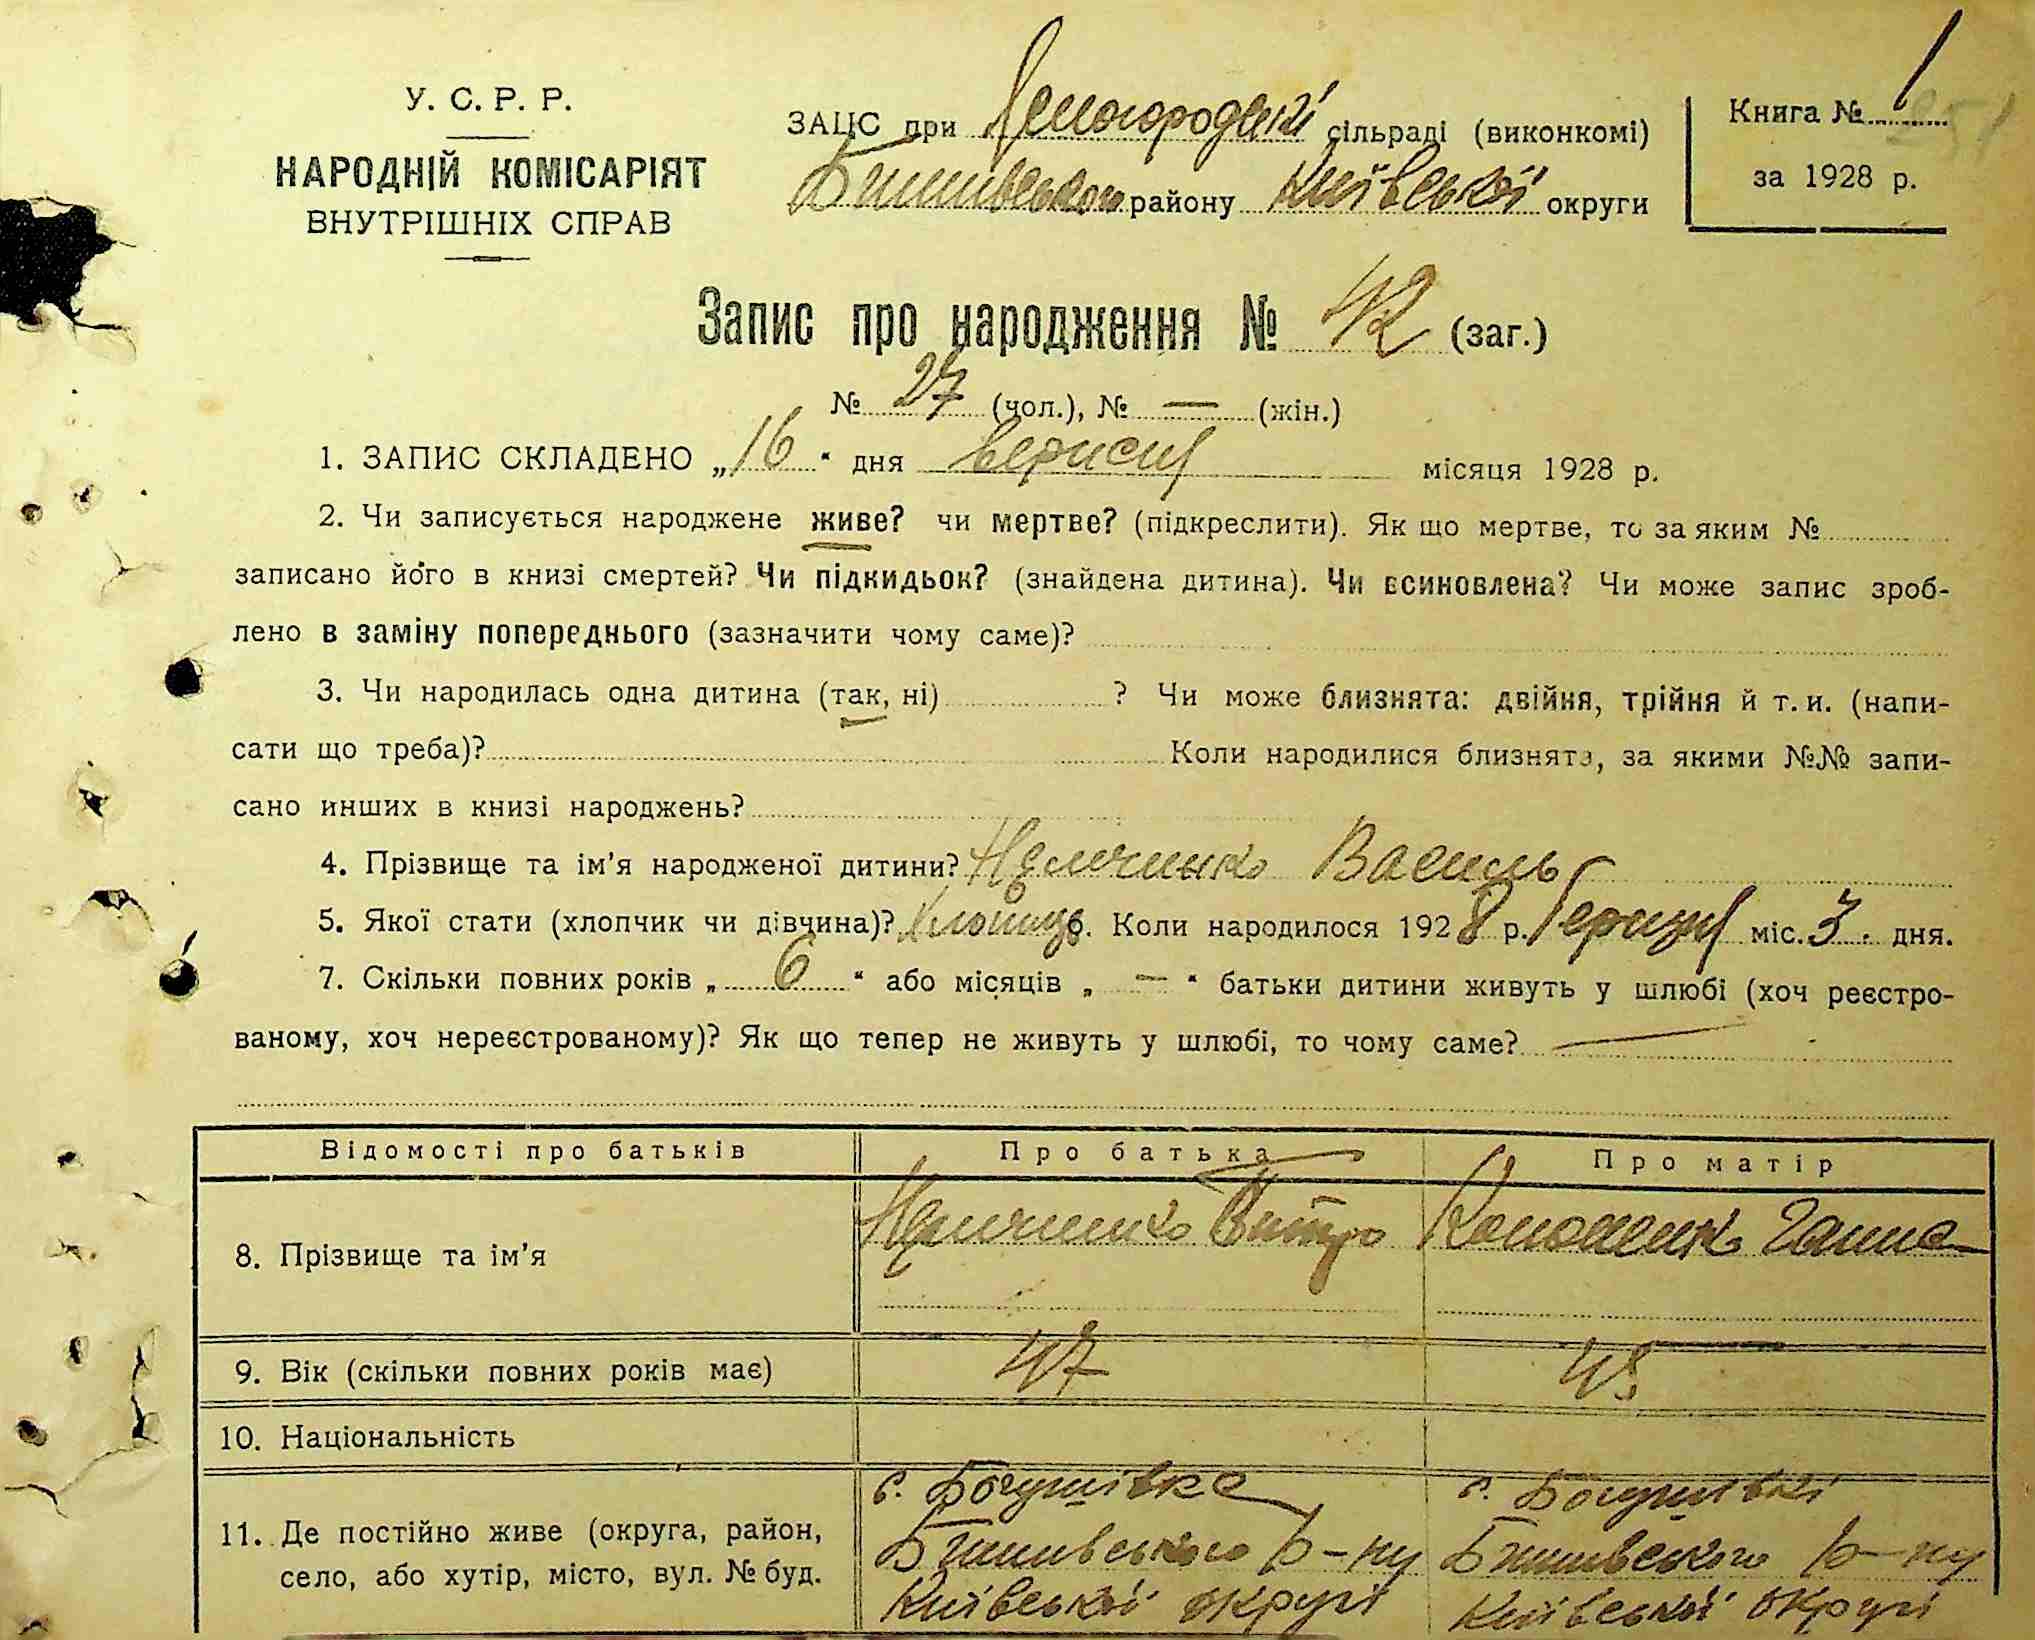 У. С. Р. Р.
НАРОДНІЙ КОМІСАРІЯТ
ВНУТРІШНІХ СПРАВ
ЗАЦС при сільраді (виконкомі)
Бишівського району Київської округи
Книга № 1
за 1928 р.
Запис про народження № 42 (заг.)
№ 27 (чол.), № — (жін.)
1. ЗАПИС СКЛАДЕНО „16“ дня вересня місяця 1928 р.
2. Чи записується народжене живе? чи мертве? (підкреслити). Як що мертве, то за яким №
записано його в книзі смертей? Чи підкидьок? (знайдена дитина). Чи всиновлена? Чи може запис зроб-
лено в заміну попереднього (зазначити чому саме)?
3. Чи народилась одна дитина (так, ні) ? Чи може близнята: двійня, трійня й т. и. (напи-
сати що треба)? Коли народилися близнята, за якими №№ запи-
сано инших в книзі народжень?
4. Прізвище та ім’я народженої дитини? Василь
5. Якої стати (хлопчик чи дівчина)? 6. Коли народилося 1928 р. міс. 3 дня.
7. Скільки повних років „6“ або місяців „—“ батьки дитини живуть у шлюбі (хоч реєстро-
ваному, хоч нереєстрованому)? Як що тепер не живуть у шлюбі, то чому саме? —
Відомості про батьків Про батька Про матір
8. Прізвище та ім’я Ганна
9. Вік (скільки повних років має) 47 45
10. Національність
11. Де постійно живе (округа, район,
село, або хутір, місто, вул. № буд.
с. Богушівка
Бишівського р-ну
Київської округи
с. Богушівкі
Бишівського р-ну
Київської округи